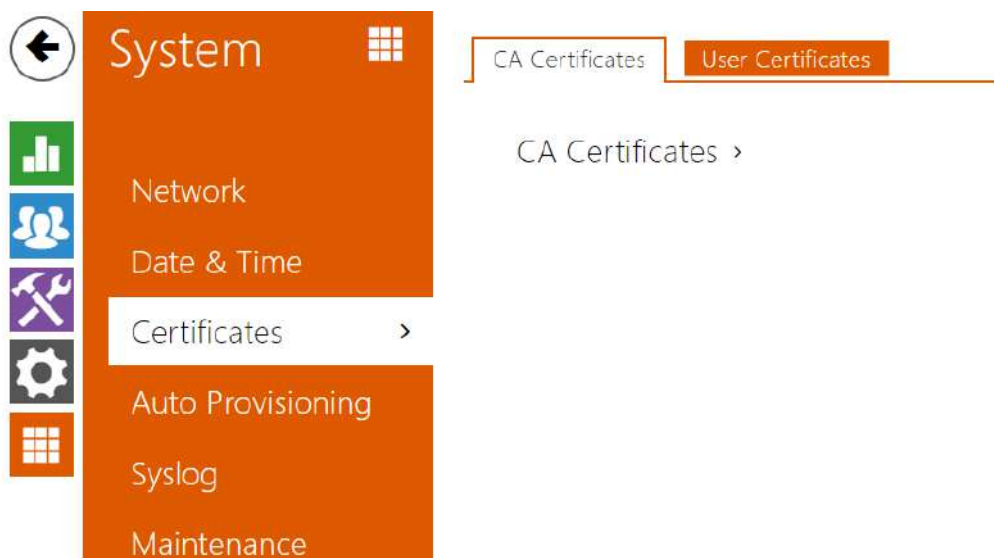 System
Network
Date & Time
Certificates
Auto Provisioning
Syslog
Maintenance
CA Certificates
User Certificates
CA Certificates